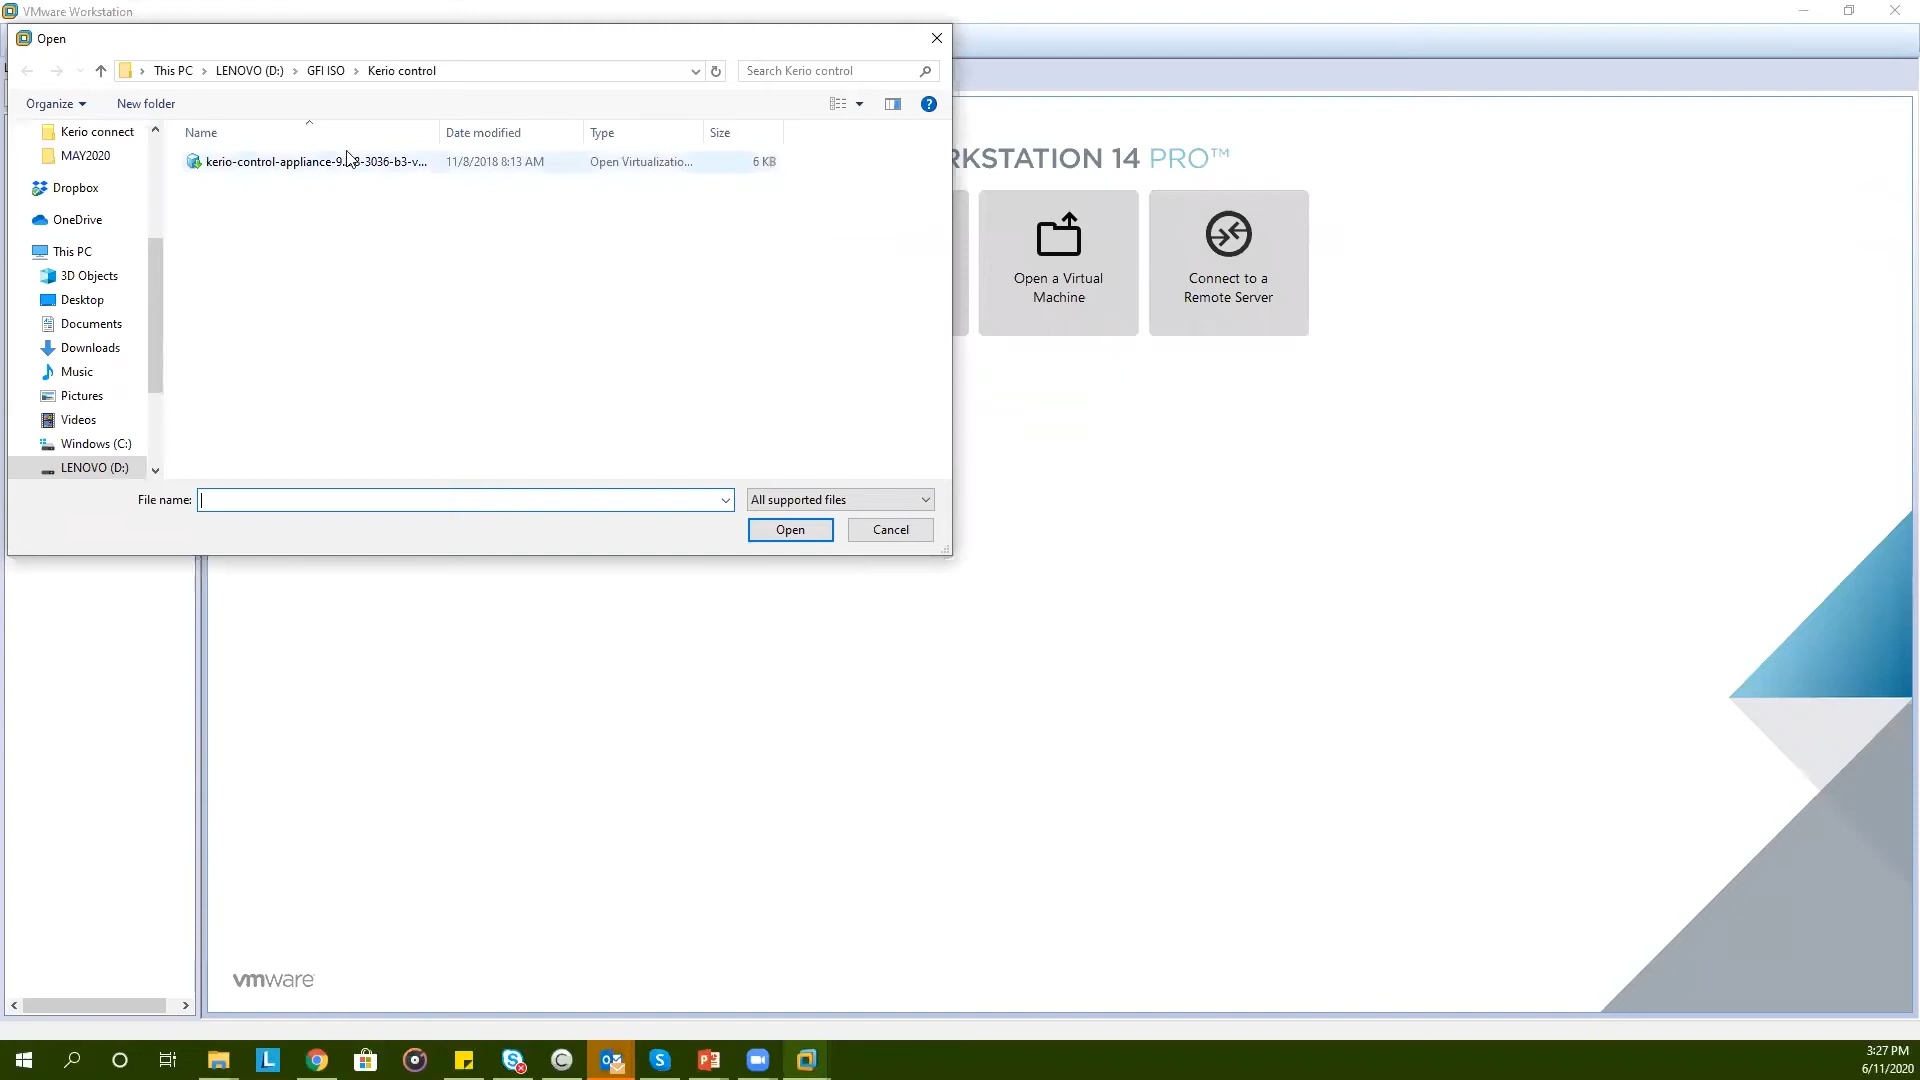 VMware Workstation
Open
This PC > LENOVO (D:) > GFI ISO > Kerio control
Search Kerio control
Organize
New folder
Name
Date modified
Type
Size
Kerio connect
MAY2020
Dropbox
OneDrive
This PC
3D Objects
Desktop
Documents
Downloads
Music
Pictures
Videos
Windows (C:)
LENOVO (D:)
11/8/2018 8:13 AM
Open Virtualizatio...
6 KB
File name:
All supported files
Open
Cancel
RKSTATION 14 PRO™
Open a Virtual
Machine
Connect to a
Remote Server
vmware
3:27 PM
6/11/2020